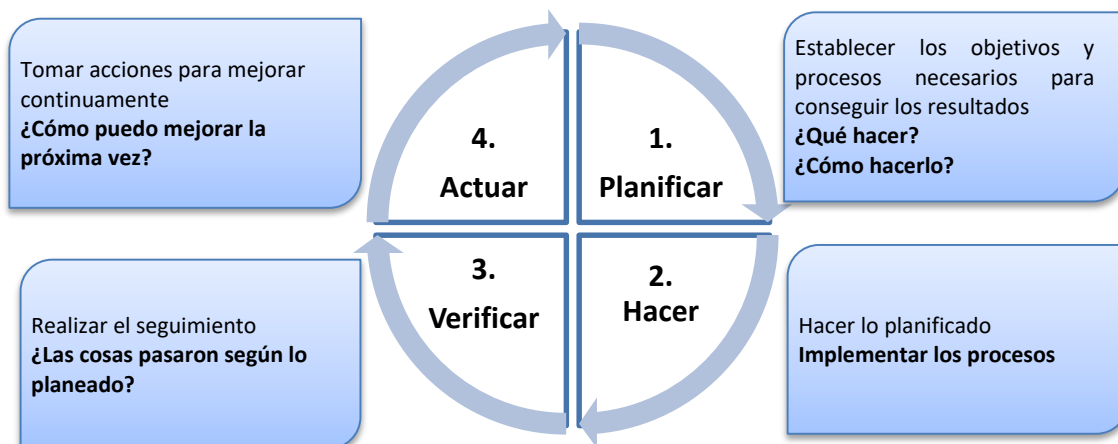 Tomar acciones para mejorar
continuamente
¿Cómo puedo mejorar la
próxima vez?
4.
Actuar
1.
Planificar
Establecer los objetivos y
procesos necesarios para
conseguir los resultados
¿Qué hacer?
¿Cómo hacerlo?
Realizar el seguimiento
¿Las cosas pasaron según lo
planeado?
3.
Verificar
2.
Hacer
Hacer lo planificado
Implementar los procesos